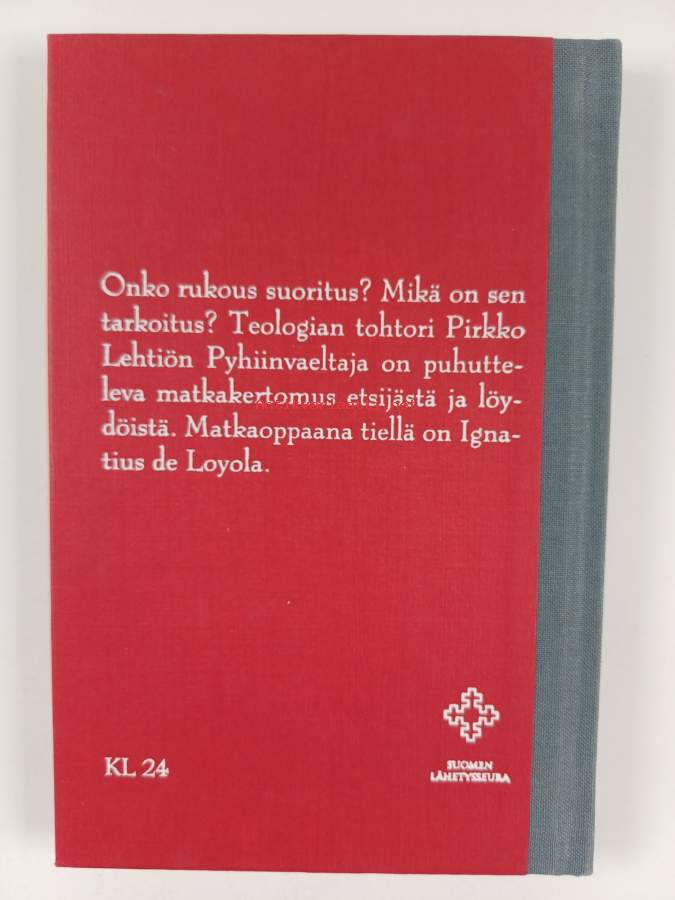 Onko rukous suoritus? Mikä on sen
tarkoitus? Teologian tohtori Pirkko
Lehtiön Pyhiinvaeltaja on puhutte-
leva matkakertomus etsijästä ja löy-
döistä. Matkaoppaana tiellä on Igna-
tius de Loyola.
KL 24
SUOMEN
LÄHETYSSEURA